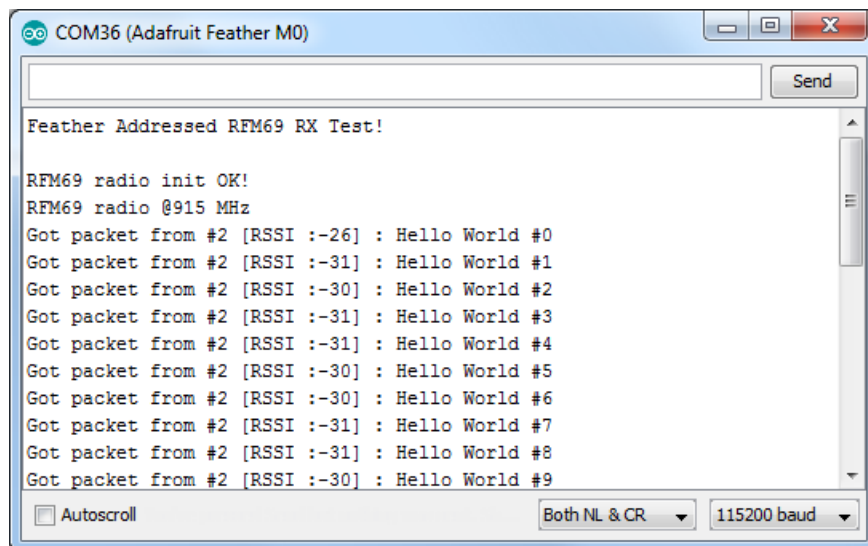 COM36 (Adafruit Feather M0)
Send
Feather Addressed RFM69 RX Test!
RFM69 radio init OK!
RFM69 radio @915 MHz
Got packet from #2 [RSSI :-26] : Hello World #0
Got packet from #2 [RSSI :-31] : Hello World #1
Got packet from #2 [RSSI :-30] : Hello World #2
Got packet from #2 [RSSI :-31] : Hello World #3
Got packet from #2 [RSSI :-31] : Hello World #4
Got packet from #2 [RSSI :-30] : Hello World #5
Got packet from #2 [RSSI :-30] : Hello World #6
Got packet from #2 [RSSI :-31] : Hello World #7
Got packet from #2 [RSSI :-31] : Hello World #8
Got packet from #2 [RSSI :-30] : Hello World #9
Autoscroll Both NL & CR 115200 baud